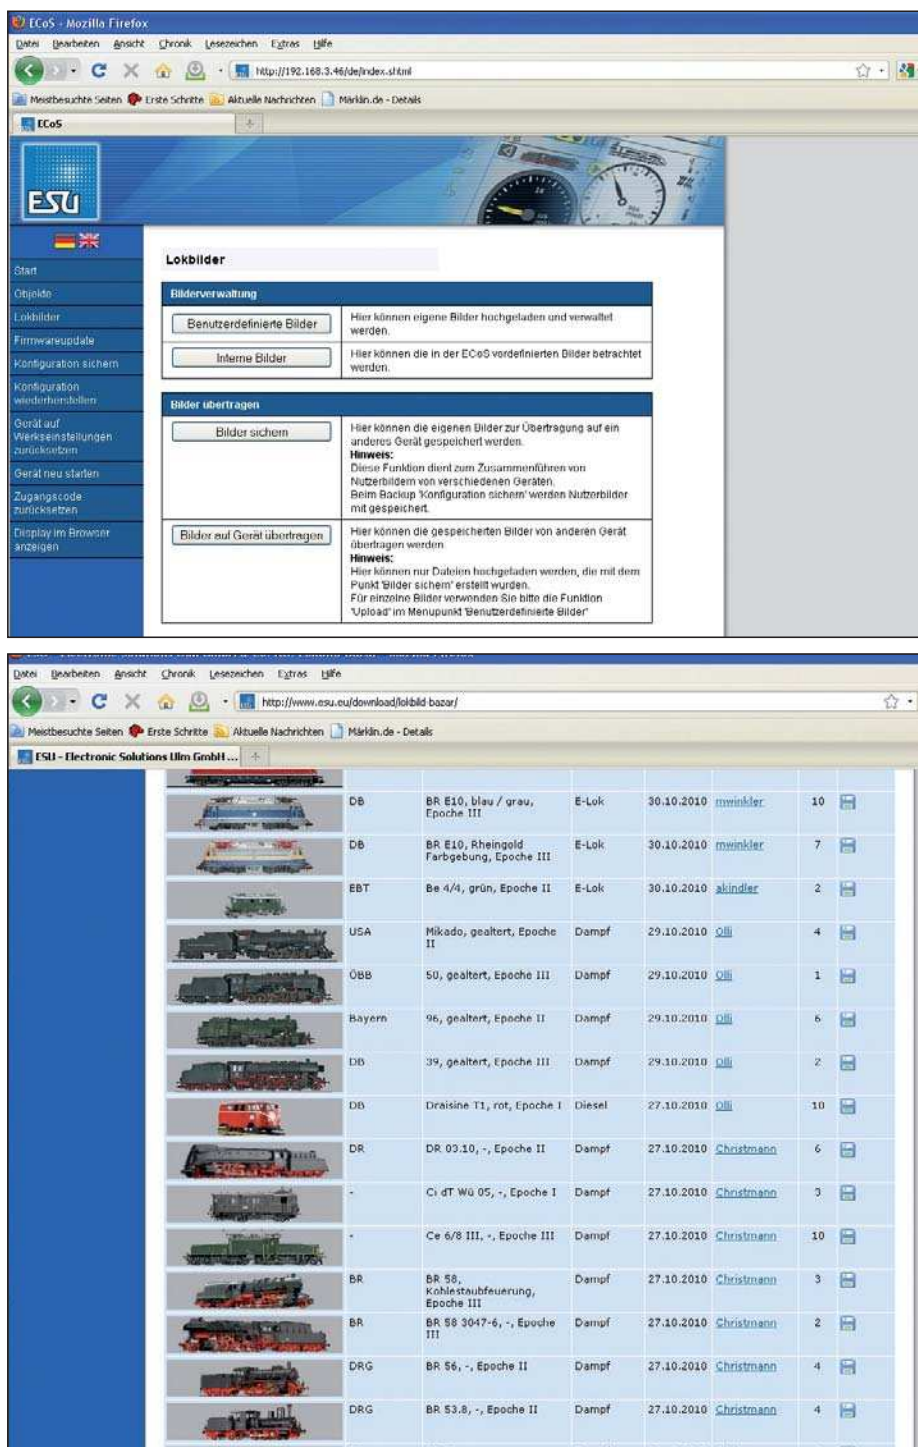 ECoS - Mozilla Firefox
Datei Bearbeiten Ansicht Chronik Lesezeichen Extras Hilfe
http://192.168.3.46/de/index.shtml
Meistbesuchte Seiten Erste Schritte Aktuelle Nachrichten Märklin.de - Details
ECoS
ESU
Lokbilder
Start
Objekte
Lokbilder
Firmwareupdate
Konfiguration sichern
Konfiguration
wiederherstellen
Gerät auf
Werkseinstellungen
zurücksetzen
Gerät neu starten
Zugangscode
zurücksetzen
Display im Browser
anzeigen
Bilderverwaltung
Benutzerdefinierte Bilder
Hier können eigene Bilder hochgeladen und verwaltet
werden.
Interne Bilder
Hier können die in der ECoS vordefinierten Bilder betrachtet
werden.
Bilder übertragen
Bilder sichern
Hier können die eigenen Bilder zur Übertragung auf ein
anderes Gerät gespeichert werden.
Hinweis:
Diese Funktion dient zum Zusammenführen von
Nutzerbildern von verschiedenen Geräten.
Beim Backup 'Konfiguration sichern' werden Nutzerbilder
mit gespeichert.
Bilder auf Gerät übertragen
Hier können die gespeicherten Bilder von anderen Gerät
übertragen werden
Hinweis:
Hier können nur Dateien hochgeladen werden, die mit dem
Punkt 'Bilder sichern' erstellt wurden.
Für einzelne Bilder verwenden Sie bitte die Funktion
'Upload' im Menupunkt 'Benutzerdefinierte Bilder'
Datei Bearbeiten Ansicht Chronik Lesezeichen Extras Hilfe
http://www.esu.eu/download/lokbild-bazar/
Meistbesuchte Seiten Erste Schritte Aktuelle Nachrichten Märklin.de - Details
ESU - Electronic Solutions Ulm GmbH ...
DB BR E10, blau / grau, E-Lok 30.10.2010 mwinkler 10
Epoche III
DB BR E10, Rheingold E-Lok 30.10.2010 mwinkler 7
Farbgebung, Epoche III
EBT Be 4/4, grün, Epoche II E-Lok 30.10.2010 akindler 2
USA Mikado, gealtert, Epoche Dampf 29.10.2010 Olli 4
II
ÖBB 50, gealtert, Epoche III Dampf 29.10.2010 Olli 1
Bayern 96, gealtert, Epoche II Dampf 29.10.2010 Olli 6
DB 39, gealtert, Epoche III Dampf 29.10.2010 Olli 2
DB Draisine T1, rot, Epoche I Diesel 27.10.2010 Olli 10
DR DR 03.10, -, Epoche II Dampf 27.10.2010 Christmann 6
- Ci dT Wü 05, -, Epoche I Dampf 27.10.2010 Christmann 3
- Ce 6/8 III, -, Epoche III Dampf 27.10.2010 Christmann 10
BR BR 58, Dampf 27.10.2010 Christmann 3
Kohlestaubfeuerung,
Epoche III
BR BR 58 3047-6, -, Epoche Dampf 27.10.2010 Christmann 2
III
DRG BR 56, -, Epoche II Dampf 27.10.2010 Christmann 4
DRG BR 53.8, -, Epoche II Dampf 27.10.2010 Christmann 4